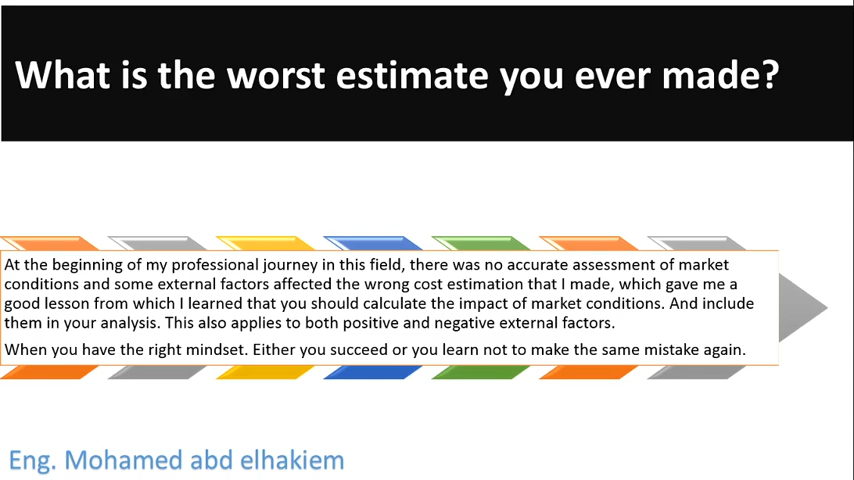 What is the worst estimate you ever made?
At the beginning of my professional journey in this field, there was no accurate assessment of market
conditions and some external factors affected the wrong cost estimation that I made, which gave me a
good lesson from which I learned that you should calculate the impact of market conditions. And include
them in your analysis. This also applies to both positive and negative external factors.
When you have the right mindset. Either you succeed or you learn not to make the same mistake again.
Eng. Mohamed abd elhakiem